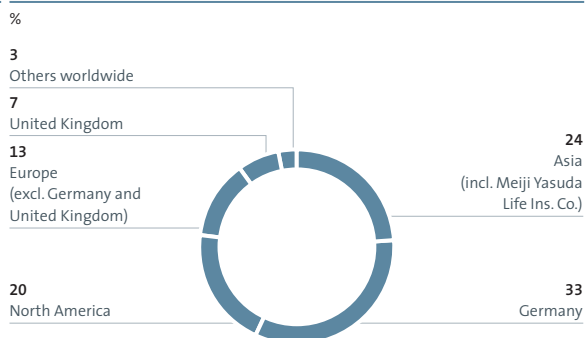 %
3
Others worldwide
7
United Kingdom
13
Europe
(excl. Germany and
United Kingdom)
20
North America
24
Asia
(incl. Meiji Yasuda
Life Ins. Co.)
33
Germany